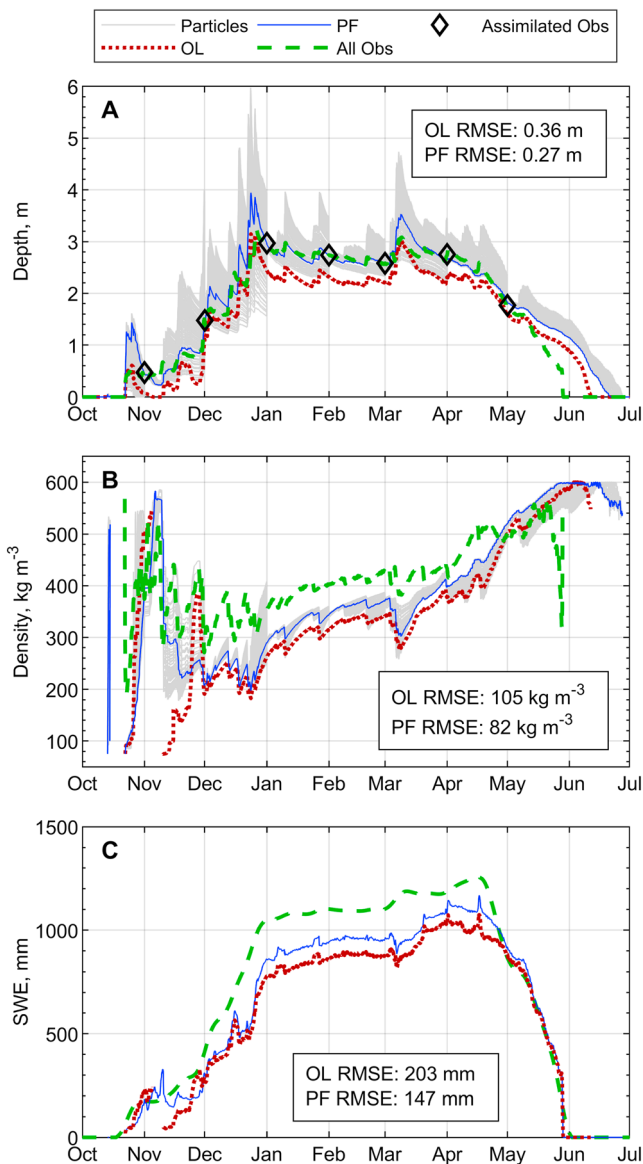 Particles PF Assimilated Obs
OL All Obs
A
OL RMSE: 0.36 m
PF RMSE: 0.27 m
Depth, m
6
5
4
3
2
1
0
Oct Nov Dec Jan Feb Mar Apr May Jun Jul
B
Density, kg m-3
600
500
400
300
200
100
OL RMSE: 105 kg m-3
PF RMSE: 82 kg m-3
Oct Nov Dec Jan Feb Mar Apr May Jun Jul
C
SWE, mm
1500
1000
500
0
OL RMSE: 203 mm
PF RMSE: 147 mm
Oct Nov Dec Jan Feb Mar Apr May Jun Jul